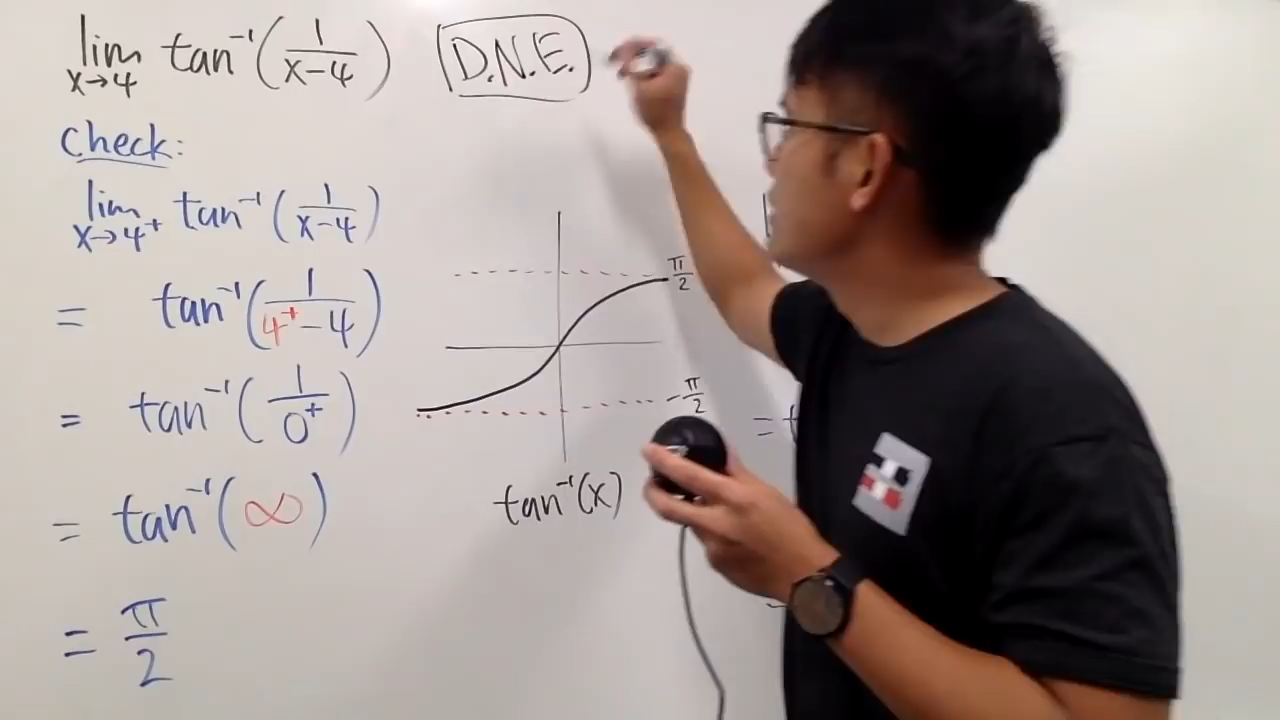 lim x→4 tan⁻¹(1/(x-4)) D.N.E.
Check:
lim x→4⁺ tan⁻¹(1/(x-4))
= tan⁻¹(1/(4⁺-4))
= tan⁻¹(1/0⁺)
= tan⁻¹(∞)
= π/2
π/2
-π/2
tan⁻¹(x)